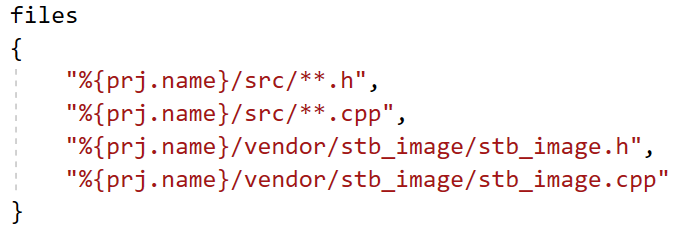 files
{
    "%{prj.name}/src/**.h",
    "%{prj.name}/src/**.cpp",
    "%{prj.name}/vendor/stb_image/stb_image.h",
    "%{prj.name}/vendor/stb_image/stb_image.cpp"
}